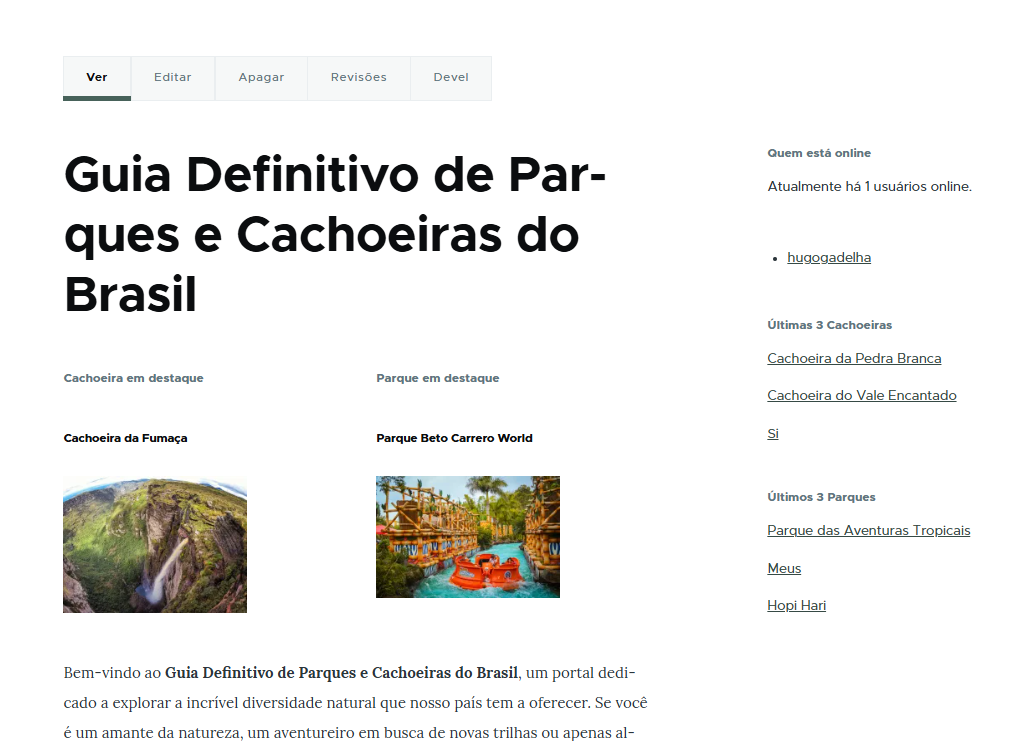 Ver
Editar
Apagar
Revisões
Devel
Guia Definitivo de Par-
ques e Cachoeiras do
Brasil
Cachoeira em destaque
Cachoeira da Fumaça
Parque em destaque
Parque Beto Carrero World
Bem-vindo ao Guia Definitivo de Parques e Cachoeiras do Brasil, um portal dedi-
cado a explorar a incrível diversidade natural que nosso país tem a oferecer. Se você
é um amante da natureza, um aventureiro em busca de novas trilhas ou apenas al-
Quem está online
Atualmente há 1 usuários online.
hugogadelha
Últimas 3 Cachoeiras
Cachoeira da Pedra Branca
Cachoeira do Vale Encantado
Si
Últimos 3 Parques
Parque das Aventuras Tropicais
Meus
Hopi Hari